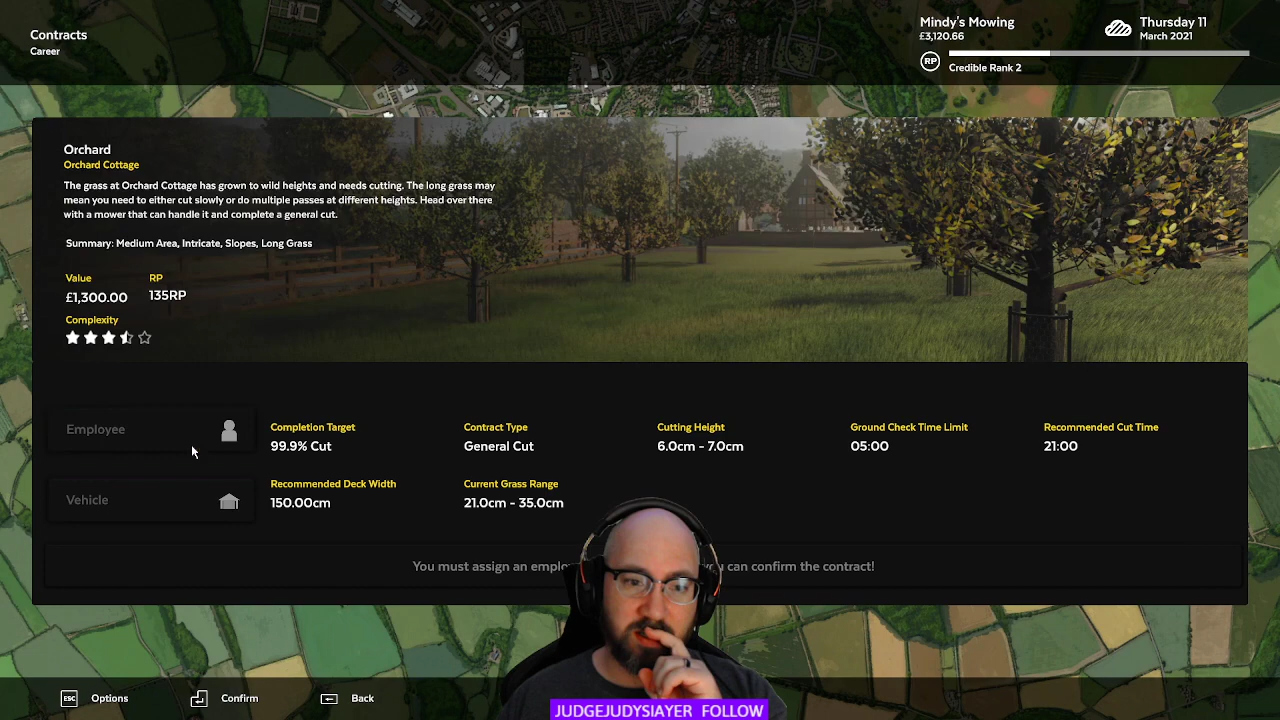 Contracts
Career
Mindy's Mowing
£3,120.66
Thursday 11
March 2021
RP
Credible Rank 2
Orchard
Orchard Cottage
The grass at Orchard Cottage has grown to wild heights and needs cutting. The long grass may
mean you need to either cut slowly or do multiple passes at different heights. Head over there
with a mower that can handle it and complete a general cut.
Summary: Medium Area, Intricate, Slopes, Long Grass
Value
RP
£1,300.00
135RP
Complexity
Employee
Completion Target
Contract Type
Cutting Height
Ground Check Time Limit
Recommended Cut Time
99.9% Cut
General Cut
6.0cm - 7.0cm
05:00
21:00
Vehicle
Recommended Deck Width
Current Grass Range
150.00cm
21.0cm - 35.0cm
You must assign an can confirm the contract!
ESC
Options
Confirm
Back
JUDGEJUDYSIAYER FOLLOW